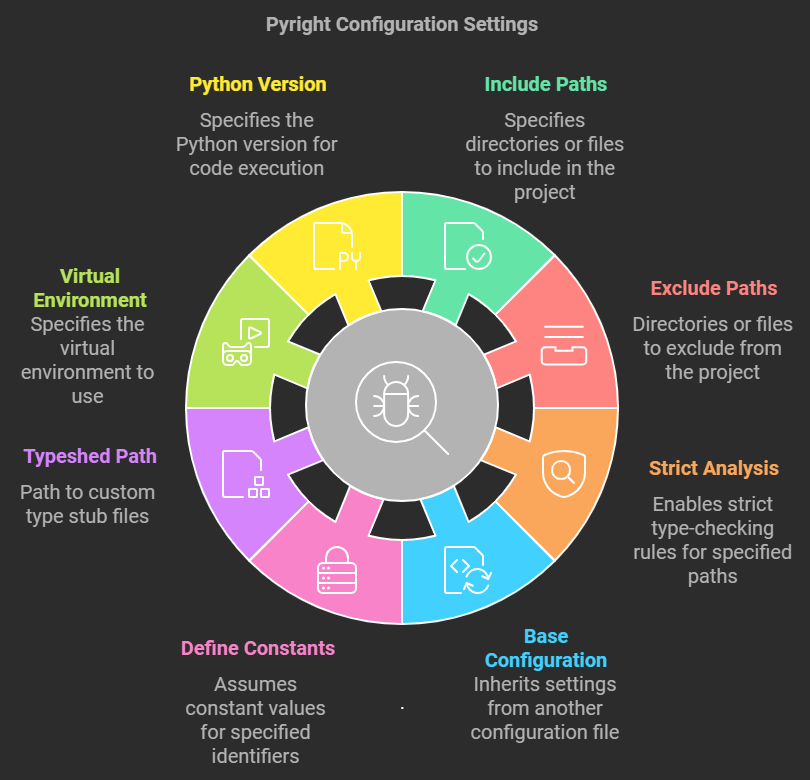 Pyright Configuration Settings
Python Version
Specifies the
Python version for
code execution
Include Paths
Specifies
directories or files
to include in the
project
Virtual
Environment
Specifies the
virtual
environment to
use
Exclude Paths
Directories or files
to exclude from
the project
Typeshed Path
Path to custom
type stub files
Strict Analysis
Enables strict
type-checking
rules for specified
paths
Define Constants
Assumes
constant values
for specified
identifiers
Base
Configuration
Inherits settings
from another
configuration file
PY